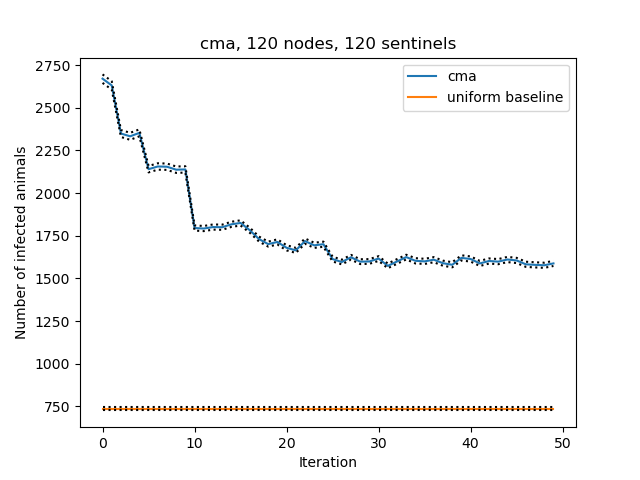 cma, 120 nodes, 120 sentinels
2750
2500
2250
2000
1750
1500
1250
1000
750
Number of infected animals
cma
uniform baseline
0 10 20 30 40 50
Iteration